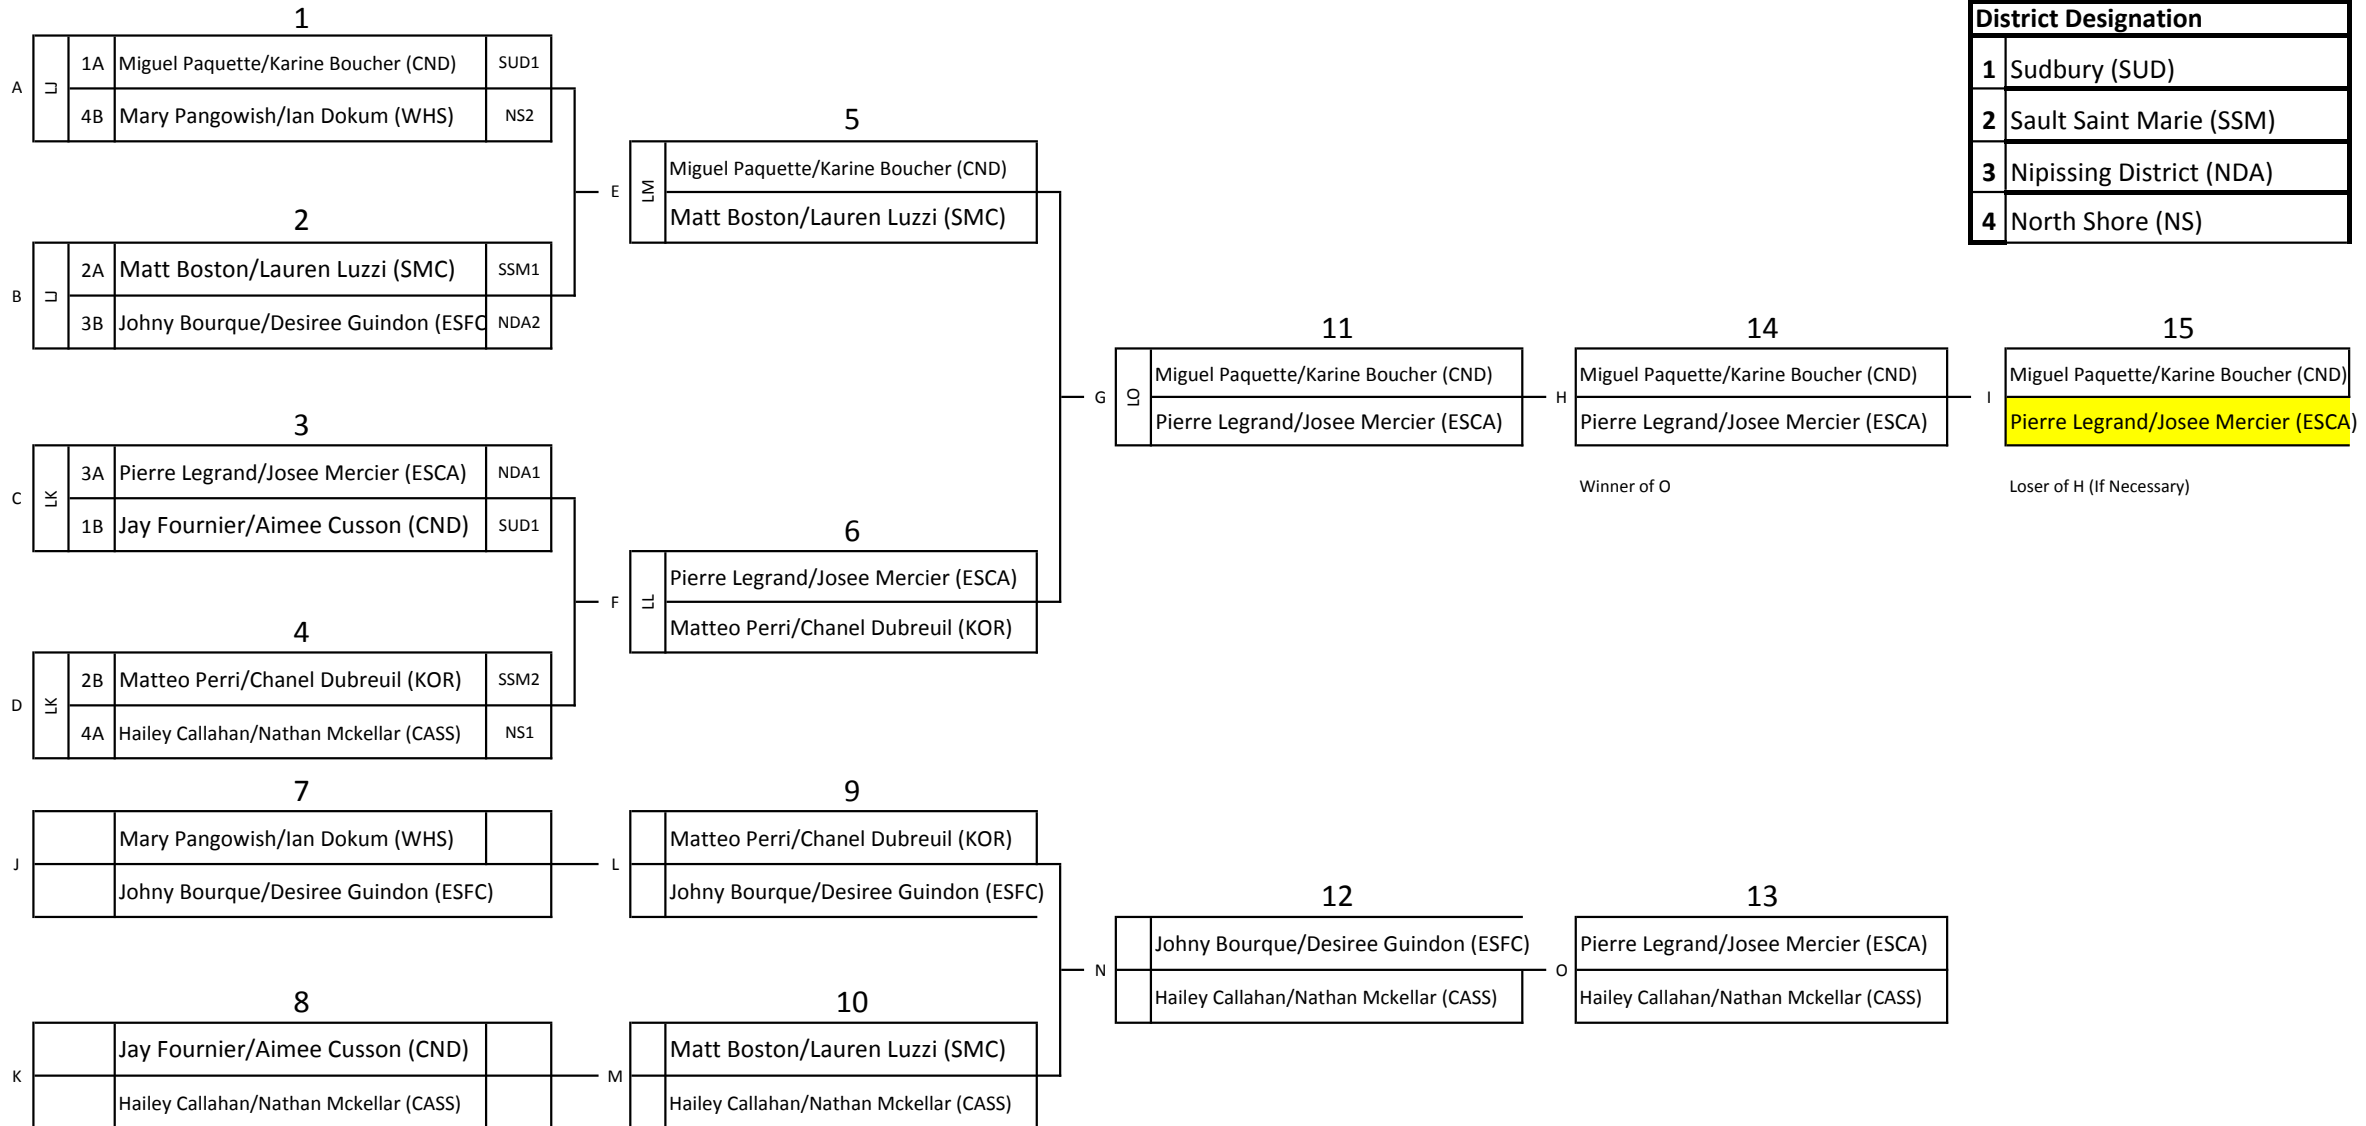 1
A LJ 1A Miguel Paquette/Karine Boucher (CND) SUD1
4B Mary Pangowish/Ian Dokum (WHS) NS2
2
B LJ 2A Matt Boston/Lauren Luzzi (SMC) SSM1
3B Johny Bourque/Desiree Guindon (ESFC NDA2
3
C LK 3A Pierre Legrand/Josee Mercier (ESCA) NDA1
1B Jay Fournier/Aimee Cusson (CND) SUD1
4
D LK 2B Matteo Perri/Chanel Dubreuil (KOR) SSM2
4A Hailey Callahan/Nathan Mckellar (CASS) NS1
5
E LM Miguel Paquette/Karine Boucher (CND)
Matt Boston/Lauren Luzzi (SMC)
6
F LL Pierre Legrand/Josee Mercier (ESCA)
Matteo Perri/Chanel Dubreuil (KOR)
11
G LO Miguel Paquette/Karine Boucher (CND)
Pierre Legrand/Josee Mercier (ESCA)
14
H Miguel Paquette/Karine Boucher (CND)
Pierre Legrand/Josee Mercier (ESCA)
Winner of O
15
I Miguel Paquette/Karine Boucher (CND)
Pierre Legrand/Josee Mercier (ESCA)
Loser of H (If Necessary)
District Designation
1 Sudbury (SUD)
2 Sault Saint Marie (SSM)
3 Nipissing District (NDA)
4 North Shore (NS)
7
J Mary Pangowish/Ian Dokum (WHS)
Johny Bourque/Desiree Guindon (ESFC)
8
K Jay Fournier/Aimee Cusson (CND)
Hailey Callahan/Nathan Mckellar (CASS)
9
L Matteo Perri/Chanel Dubreuil (KOR)
Johny Bourque/Desiree Guindon (ESFC)
10
M Matt Boston/Lauren Luzzi (SMC)
Hailey Callahan/Nathan Mckellar (CASS)
12
N Johny Bourque/Desiree Guindon (ESFC)
Hailey Callahan/Nathan Mckellar (CASS)
13
O Pierre Legrand/Josee Mercier (ESCA)
Hailey Callahan/Nathan Mckellar (CASS)